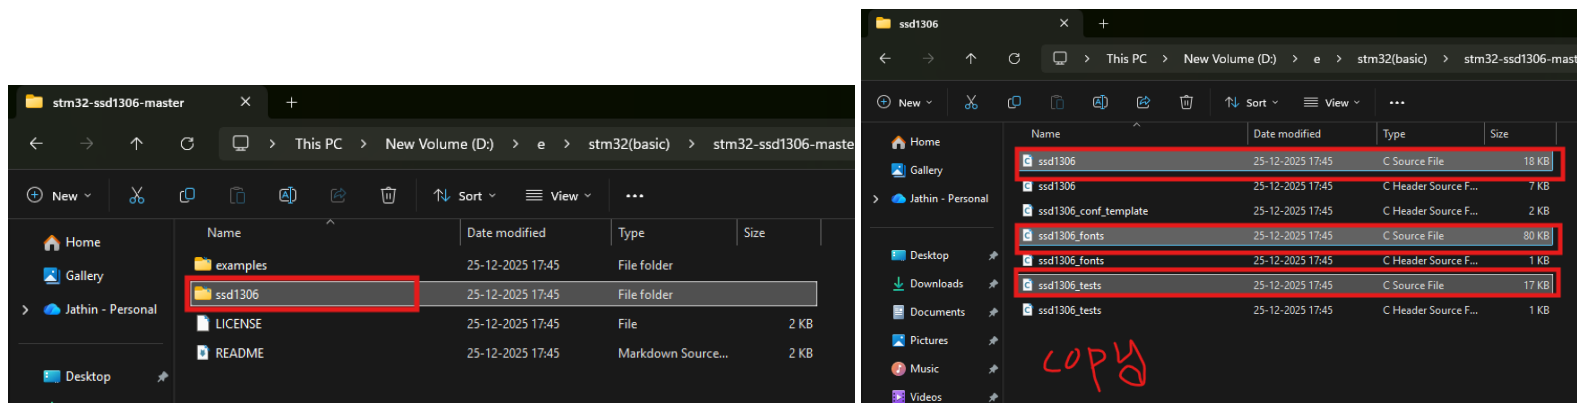 stm32-ssd1306-master
This PC > New Volume (D:) > e > stm32(basic) > stm32-ssd1306-maste
New Sort View
Name Date modified Type Size
Home
Gallery
Jathin - Personal
Desktop
examples 25-12-2025 17:45 File folder
ssd1306 25-12-2025 17:45 File folder
LICENSE 25-12-2025 17:45 File 2 KB
README 25-12-2025 17:45 Markdown Source... 2 KB
ssd1306
This PC > New Volume (D:) > e > stm32(basic) > stm32-ssd1306-mast
New Sort View ...
Name Date modified Type Size
Home
Gallery
Jathin - Personal
Desktop
Downloads
Documents
Pictures
Music
Videos
ssd1306 25-12-2025 17:45 C Source File 18 KB
ssd1306 25-12-2025 17:45 C Header Source F... 7 KB
ssd1306_conf_template 25-12-2025 17:45 C Header Source F... 2 KB
ssd1306_fonts 25-12-2025 17:45 C Source File 80 KB
ssd1306_fonts 25-12-2025 17:45 C Header Source F... 1 KB
ssd1306_tests 25-12-2025 17:45 C Source File 17 KB
ssd1306_tests 25-12-2025 17:45 C Header Source F... 1 KB
copy